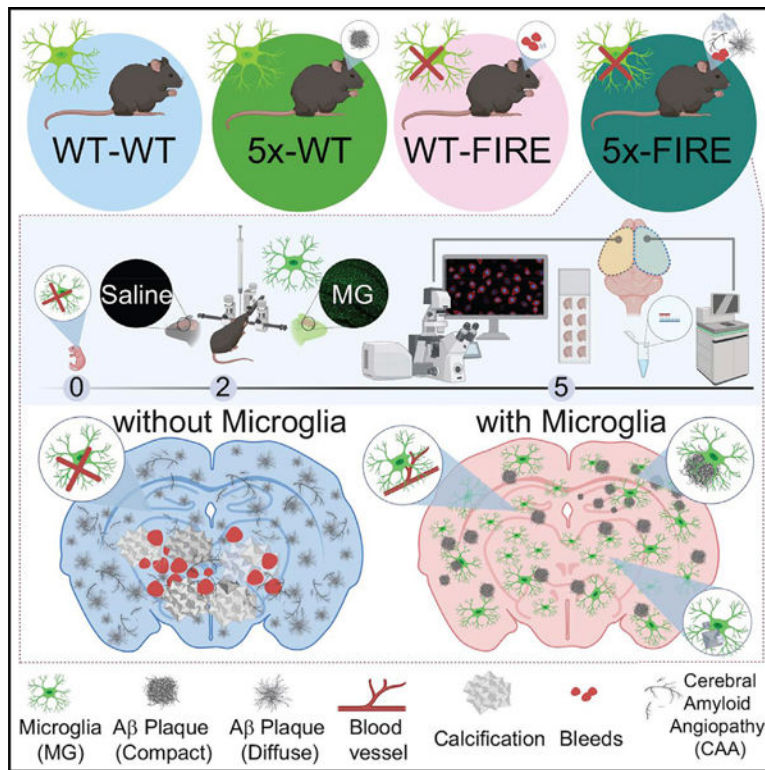 WT-WT
5x-WT
WT-FIRE
5x-FIRE
Saline
MG
0
2
5
without Microglia
with Microglia
Microglia
(MG)
Aβ Plaque
(Compact)
Aβ Plaque
(Diffuse)
Blood
vessel
Calcification
Bleeds
Cerebral
Amyloid
Angiopathy
(CAA)